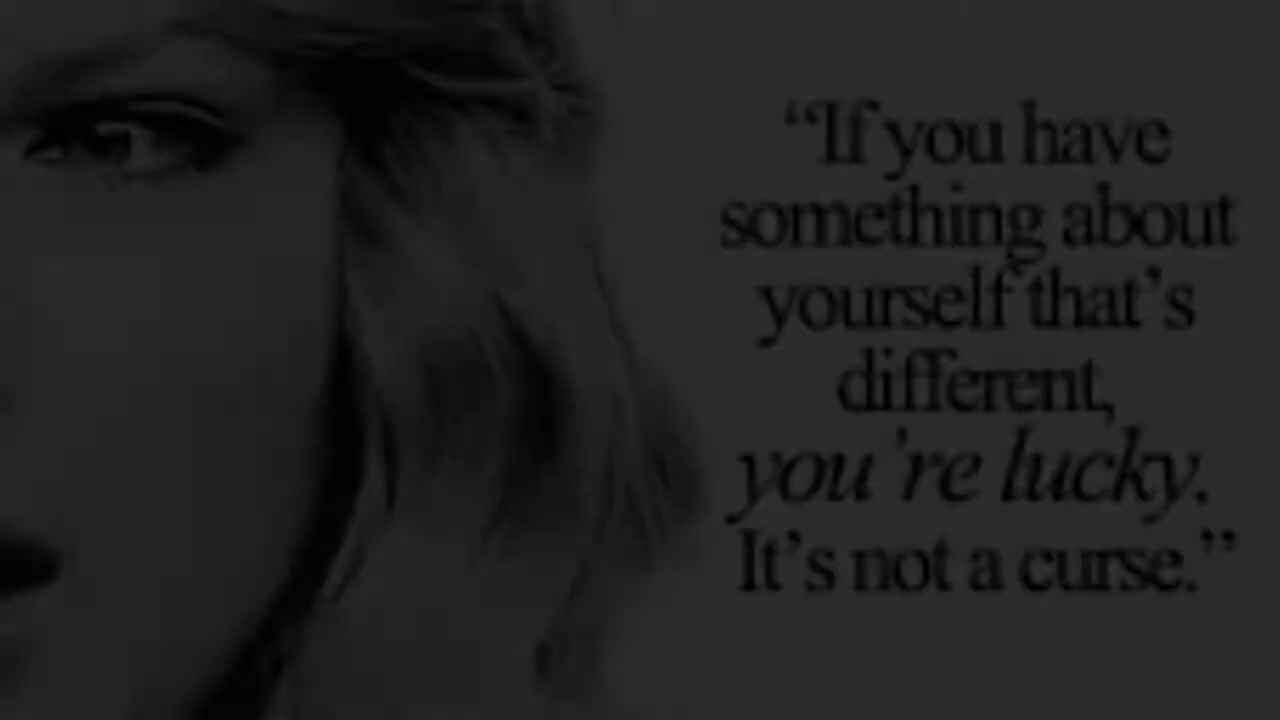 “If you have
something about
yourself that’s
different,
you’re lucky.
It’s not a curse.”